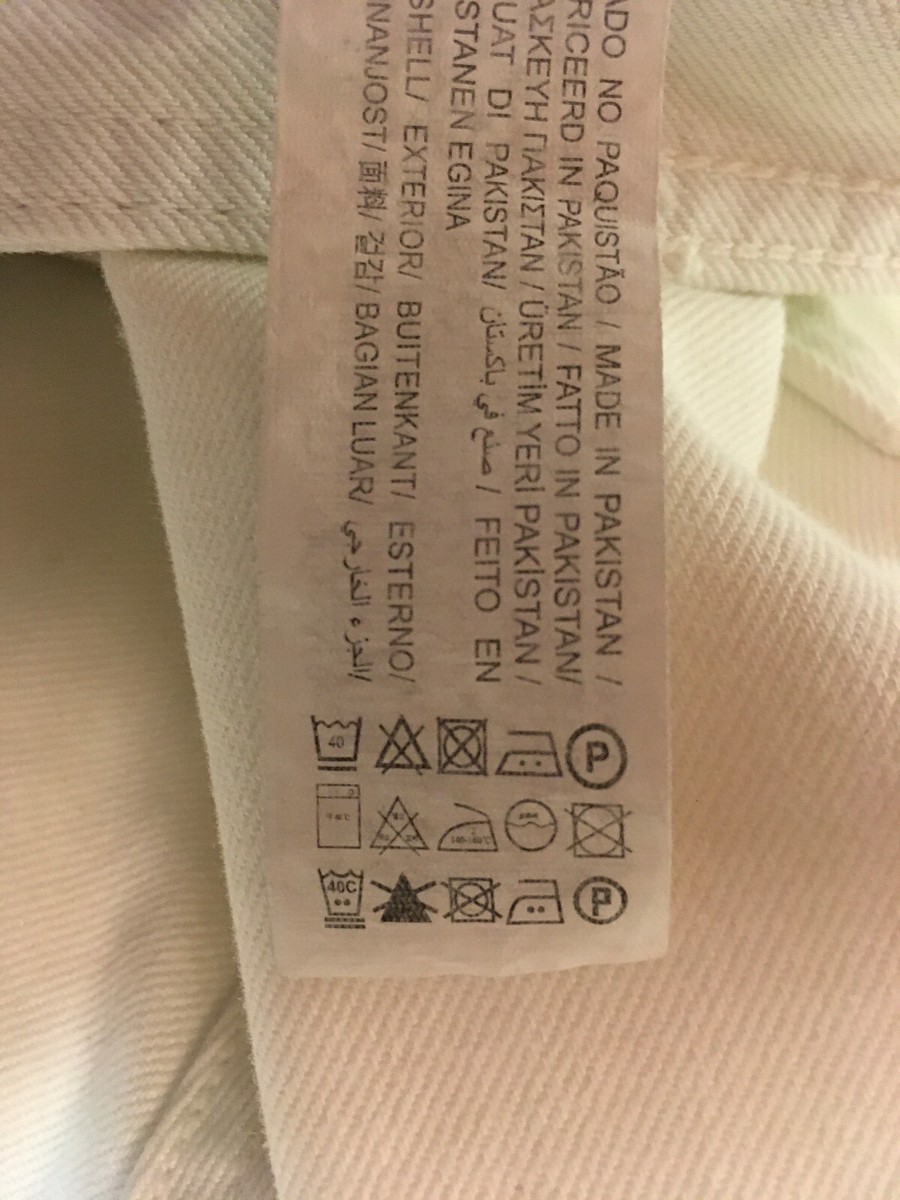 ADO NO PAQUISTÃO / MADE IN PAKISTAN /
RICEERD IN PAKISTAN / FATTO IN PAKISTAN/
ΑΣΚΕΥΗ ΠΑΚΙΣΤΑΝ / ÜRETİM YERİ PAKİSTAN /
UAT DI PAKISTAN/ صنع في باكستان / FEITO EN
STANEN EGINA
SHELL/ EXTERIOR/ BUITENKANT/ ESTERNO/
NANJOST/ 面料/ 겉감/ BAGIAN LUAR/ الجزء الخارجي/
P
40
40C
P